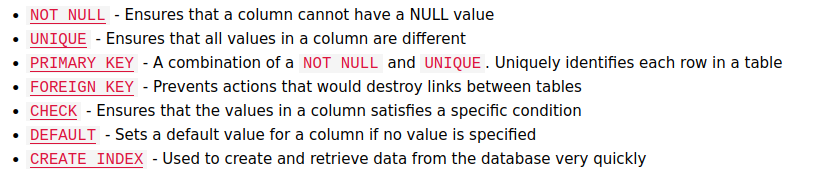 • NOT NULL - Ensures that a column cannot have a NULL value
• UNIQUE - Ensures that all values in a column are different
• PRIMARY KEY - A combination of a NOT NULL and UNIQUE. Uniquely identifies each row in a table
• FOREIGN KEY - Prevents actions that would destroy links between tables
• CHECK - Ensures that the values in a column satisfies a specific condition
• DEFAULT - Sets a default value for a column if no value is specified
• CREATE INDEX - Used to create and retrieve data from the database very quickly